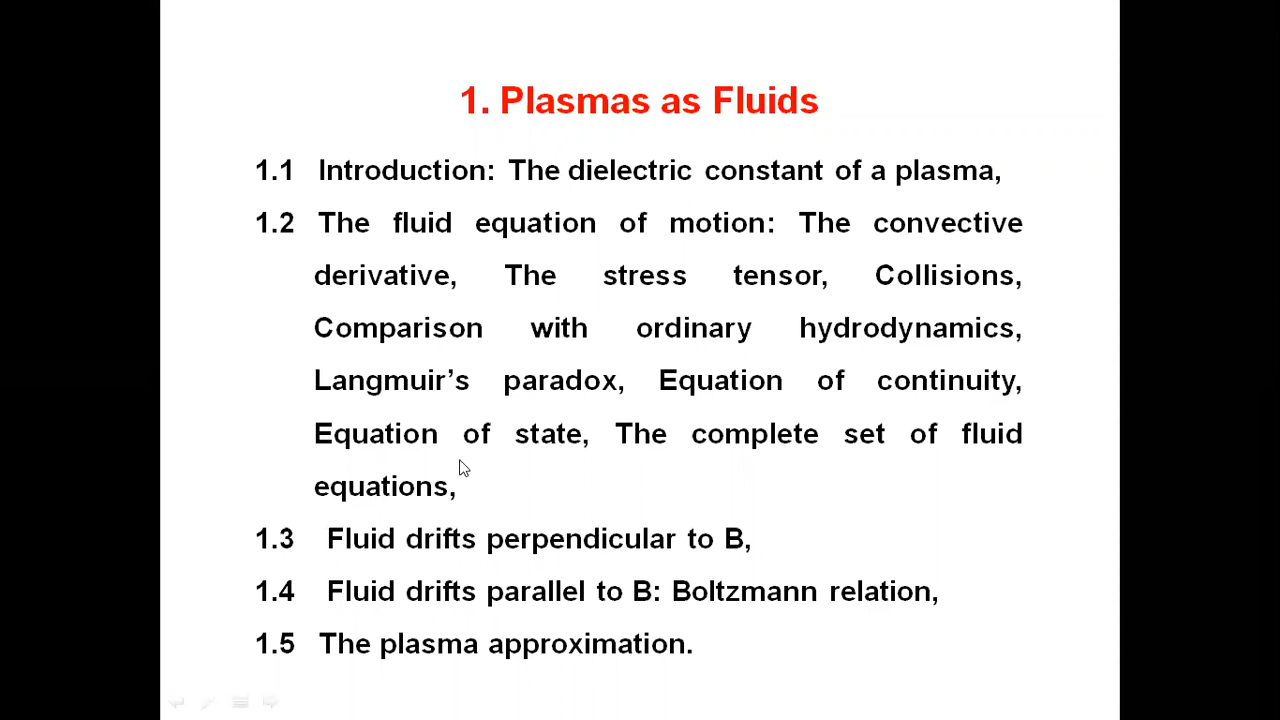 1. Plasmas as Fluids
1.1 Introduction: The dielectric constant of a plasma,
1.2 The fluid equation of motion: The convective
derivative, The stress tensor, Collisions,
Comparison with ordinary hydrodynamics,
Langmuir’s paradox, Equation of continuity,
Equation of state, The complete set of fluid
equations,
1.3 Fluid drifts perpendicular to B,
1.4 Fluid drifts parallel to B: Boltzmann relation,
1.5 The plasma approximation.